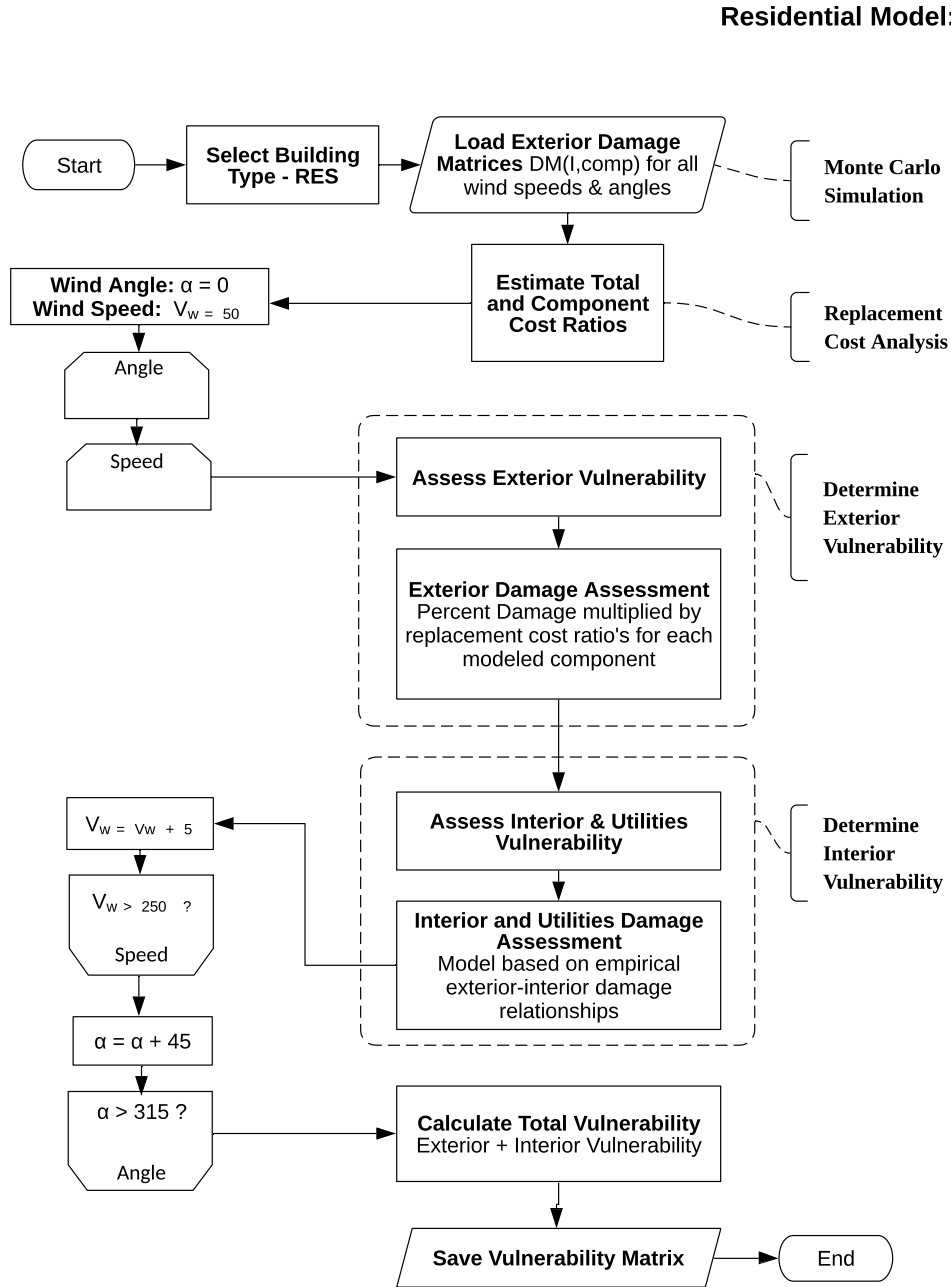 Residential Model:
Start
Select Building
Type - RES
Load Exterior Damage
Matrices DM(I,comp) for all
wind speeds & angles
Monte Carlo
Simulation
Estimate Total
and Component
Cost Ratios
Replacement
Cost Analysis
Wind Angle: α = 0
Wind Speed: Vw = 50
Angle
Speed
Assess Exterior Vulnerability
Exterior Damage Assessment
Percent Damage multiplied by
replacement cost ratio's for each
modeled component
Determine
Exterior
Vulnerability
Assess Interior & Utilities
Vulnerability
Interior and Utilities Damage
Assessment
Model based on empirical
exterior-interior damage
relationships
Determine
Interior
Vulnerability
Vw = Vw + 5
Vw > 250 ?
Speed
α = α + 45
α > 315 ?
Angle
Calculate Total Vulnerability
Exterior + Interior Vulnerability
Save Vulnerability Matrix
End